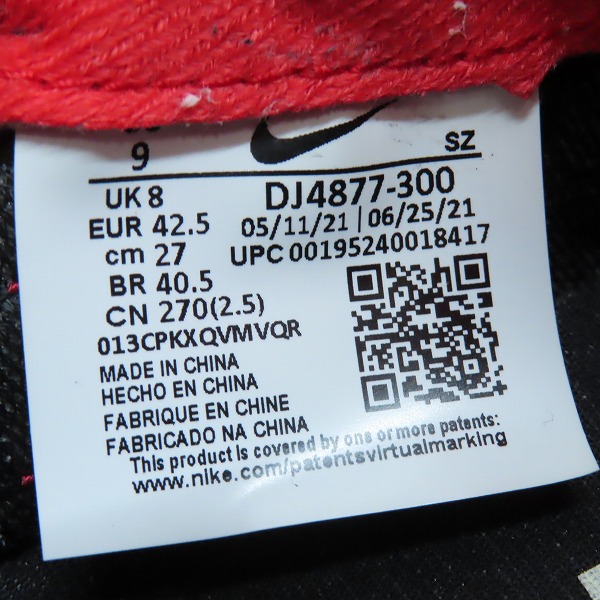 9
SZ
UK 8
DJ4877-300
EUR 42.5
05/11/21 | 06/25/21
cm 27
UPC 00195240018417
BR 40.5
CN 270(2.5)
013CPKXQVMVQR
MADE IN CHINA
HECHO EN CHINA
FABRIQUE EN CHINE
FABRICADO NA CHINA
This product is covered by one or more patents:
www.nike.com/patentsvirtualmarking